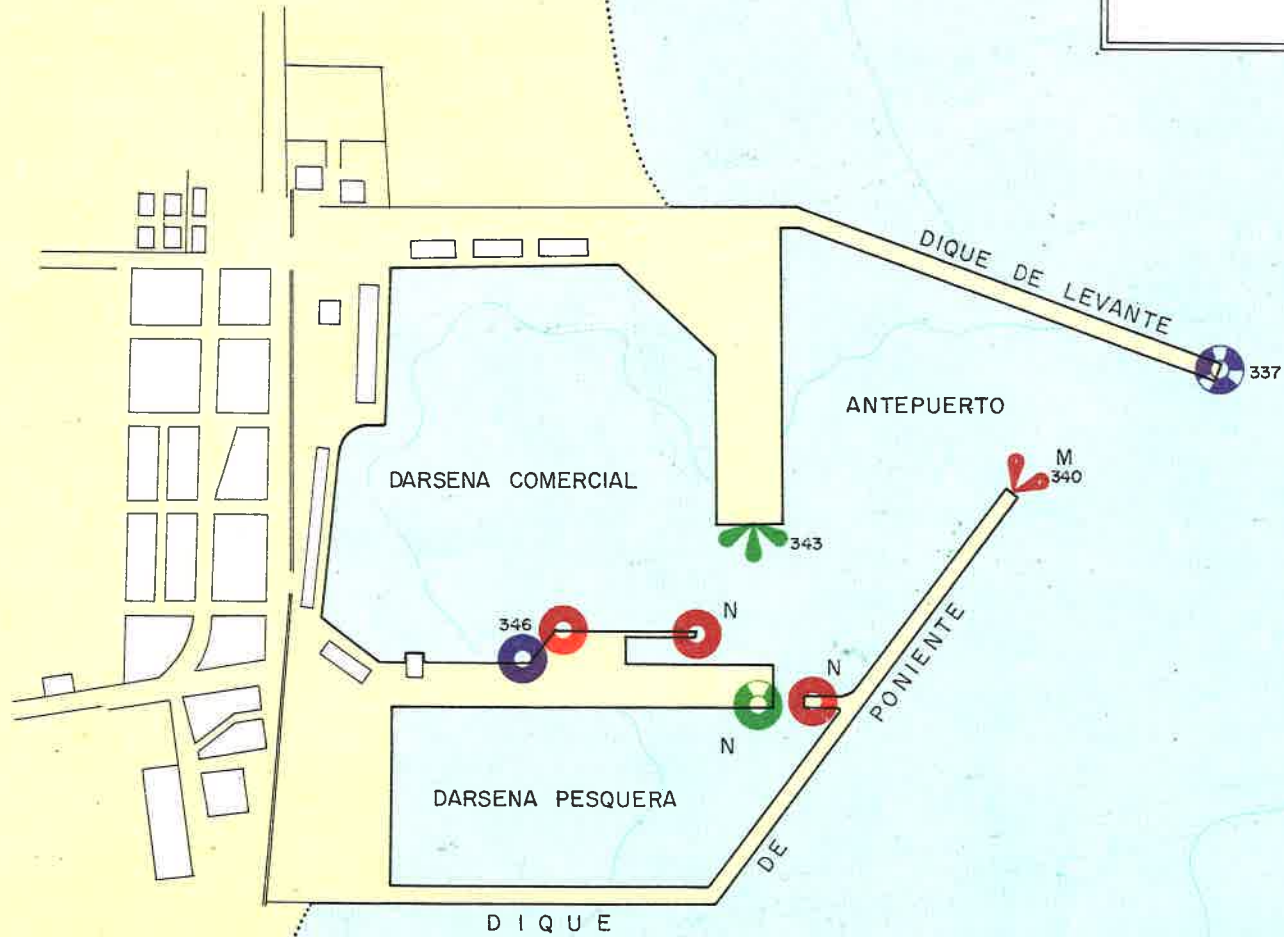 DIQUE DE LEVANTE
337
ANTEPUERTO
M
340
DARSENA COMERCIAL
343
346
N
N
N
DARSENA PESQUERA
DIQUE DE PONIENTE